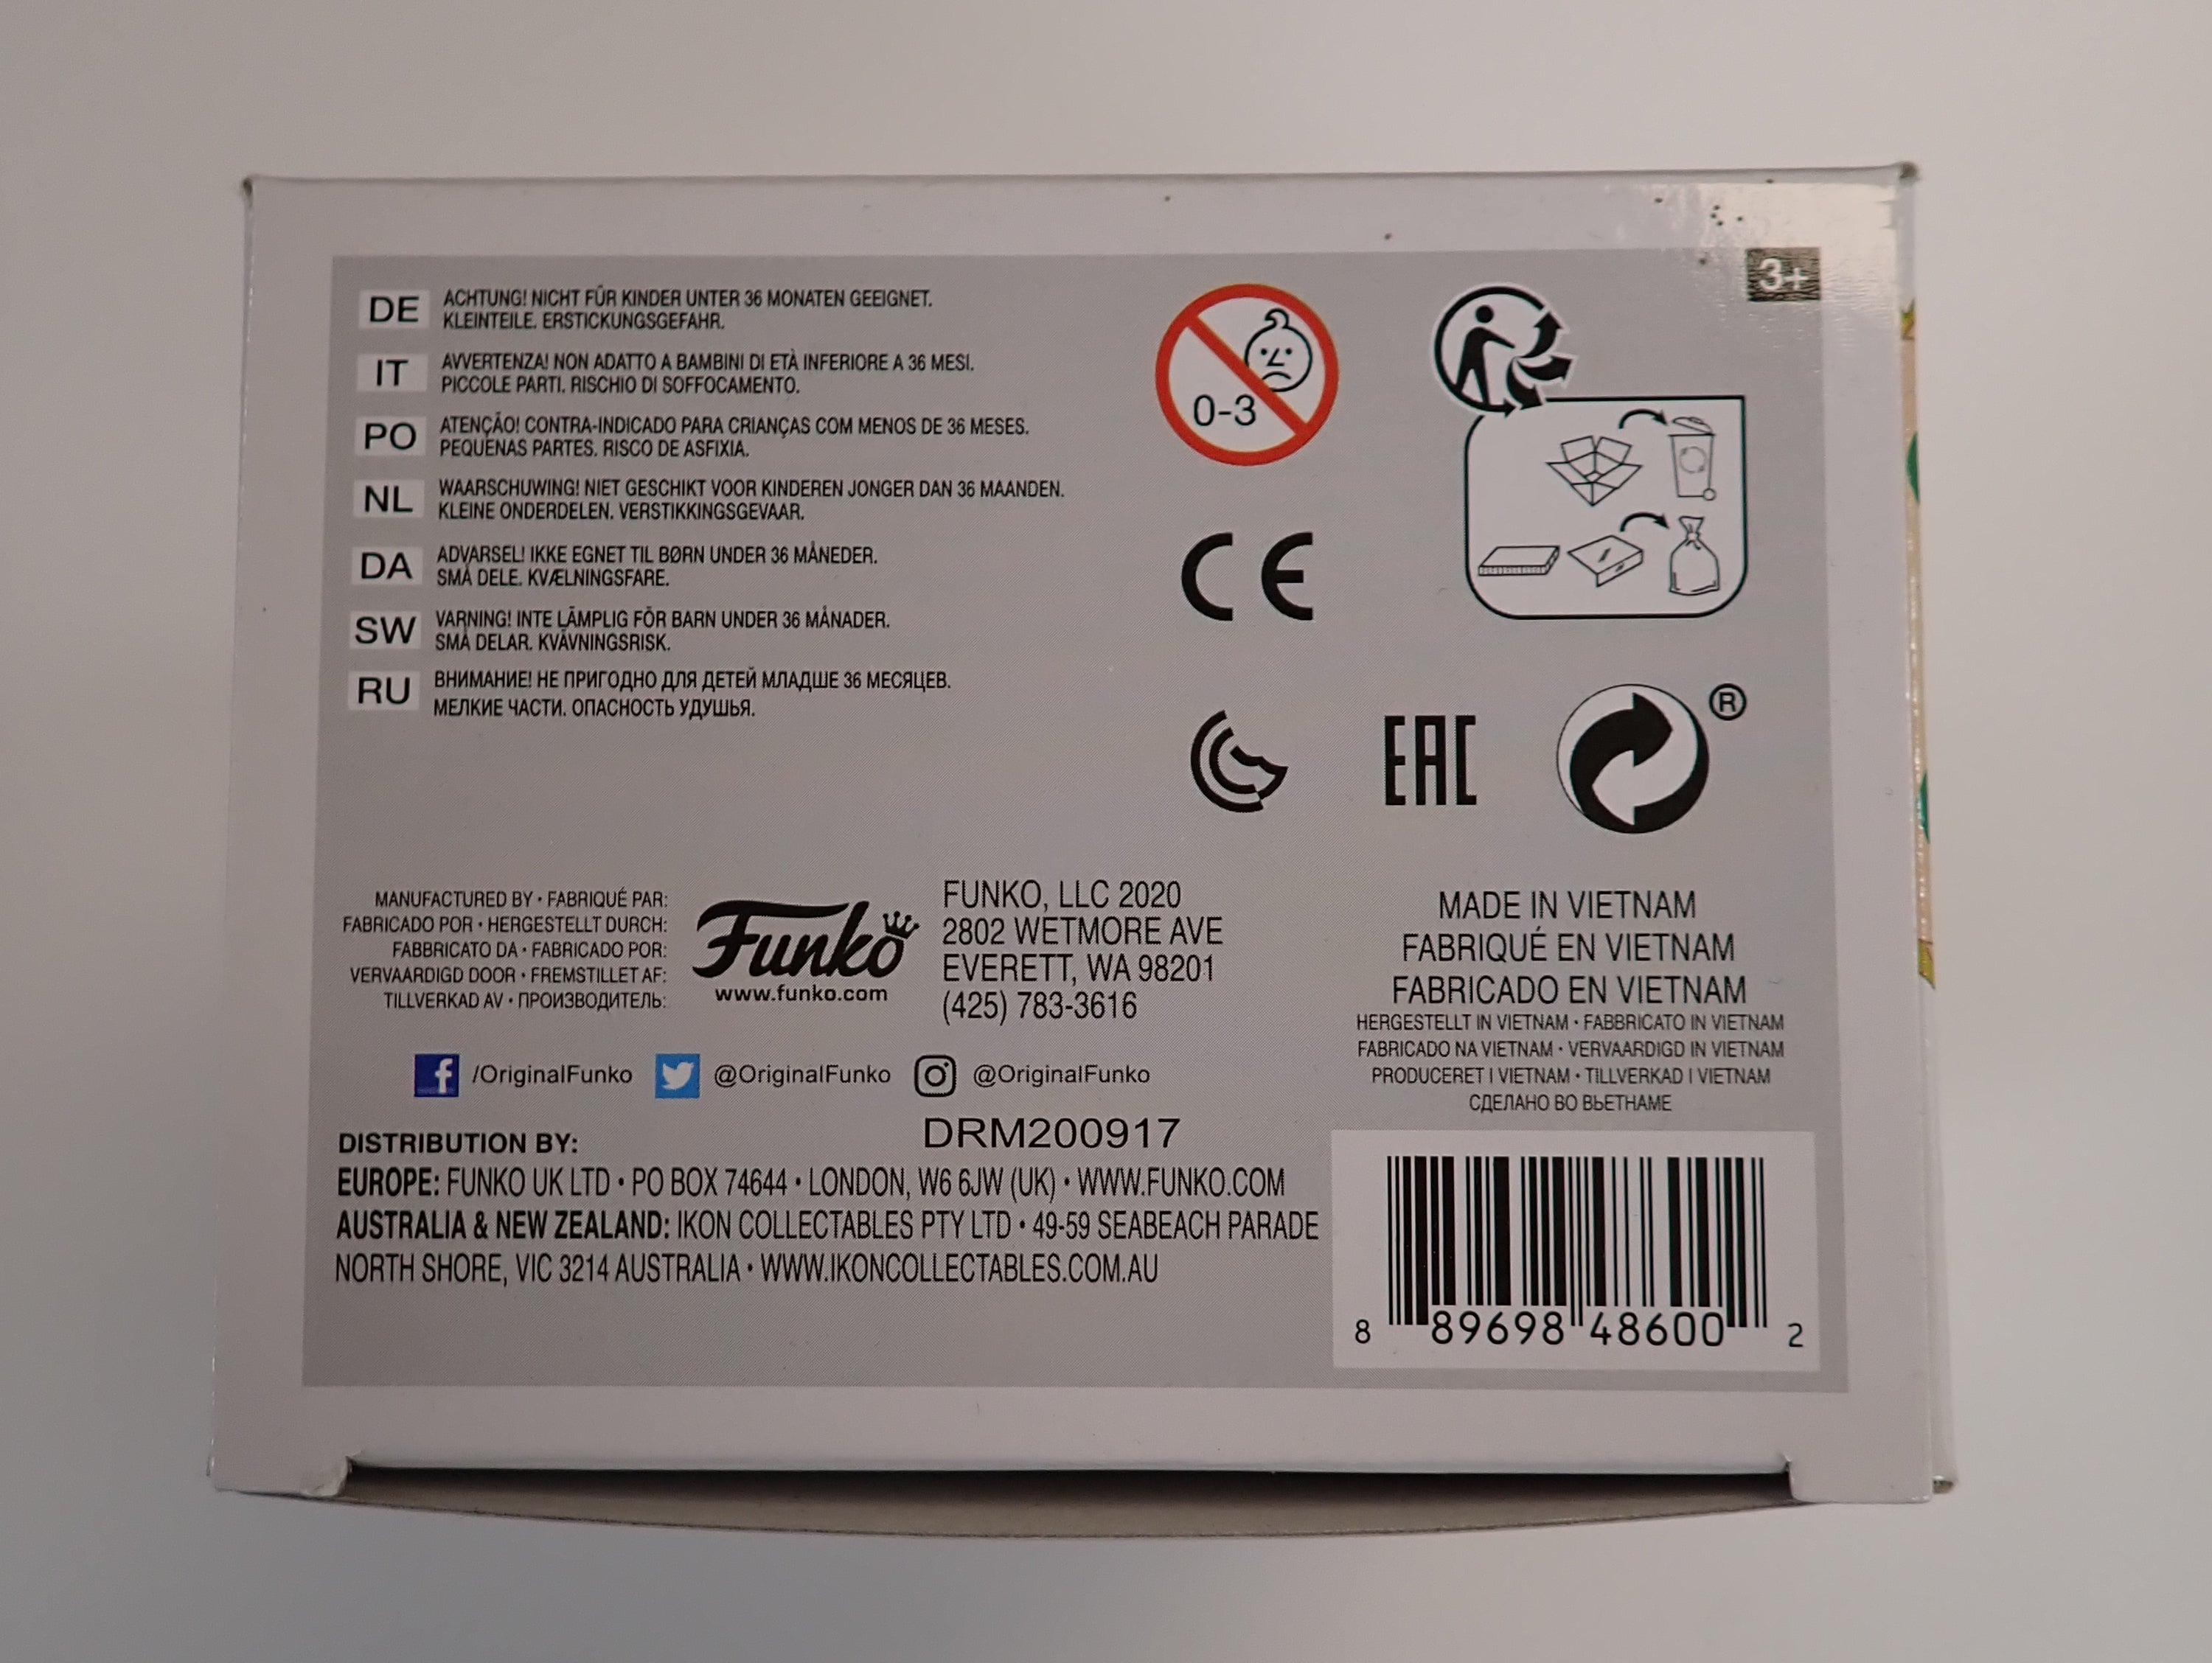 3+
DE
ACHTUNG! NICHT FÜR KINDER UNTER 36 MONATEN GEEIGNET.
KLEINTEILE. ERSTICKUNGSGEFAHR.
IT
AVVERTENZA! NON ADATTO A BAMBINI DI ETÀ INFERIORE A 36 MESI.
PICCOLE PARTI. RISCHIO DI SOFFOCAMENTO.
PO
ATENÇÃO! CONTRA-INDICADO PARA CRIANÇAS COM MENOS DE 36 MESES.
PEQUENAS PARTES. RISCO DE ASFIXIA.
NL
WAARSCHUWING! NIET GESCHIKT VOOR KINDEREN JONGER DAN 36 MAANDEN.
KLEINE ONDERDELEN. VERSTIKKINGSGEVAAR.
DA
ADVARSEL! IKKE EGNET TIL BØRN UNDER 36 MÅNEDER.
SMÅ DELE. KVÆLNINGSFARE.
SW
VARNING! INTE LÄMPLIG FÖR BARN UNDER 36 MÅNADER.
SMÅ DELAR. KVÄVNINGSRISK.
RU
ВНИМАНИЕ! НЕ ПРИГОДНО ДЛЯ ДЕТЕЙ МЛАДШЕ 36 МЕСЯЦЕВ.
МЕЛКИЕ ЧАСТИ. ОПАСНОСТЬ УДУШЬЯ.
0-3
CE
EAC
®
MANUFACTURED BY • FABRIQUÉ PAR:
FABRICADO POR • HERGESTELLT DURCH:
FABBRICATO DA • FABRICADO POR:
VERVAARDIGD DOOR • FREMSTILLET AF:
TILLVERKAD AV • ПРОИЗВОДИТЕЛЬ:
Funko
www.funko.com
FUNKO, LLC 2020
2802 WETMORE AVE
EVERETT, WA 98201
(425) 783-3616
MADE IN VIETNAM
FABRIQUÉ EN VIETNAM
FABRICADO EN VIETNAM
HERGESTELLT IN VIETNAM • FABBRICATO IN VIETNAM
FABRICADO NA VIETNAM • VERVAARDIGD IN VIETNAM
PRODUCERET I VIETNAM • TILLVERKAD I VIETNAM
СДЕЛАНО ВО ВЬЕТНАМЕ
f /OriginalFunko @OriginalFunko @OriginalFunko
DRM200917
DISTRIBUTION BY:
EUROPE: FUNKO UK LTD • PO BOX 74644 • LONDON, W6 6JW (UK) • WWW.FUNKO.COM
AUSTRALIA & NEW ZEALAND: IKON COLLECTABLES PTY LTD • 49-59 SEABEACH PARADE
NORTH SHORE, VIC 3214 AUSTRALIA • WWW.IKONCOLLECTABLES.COM.AU
8 89698 48600 2